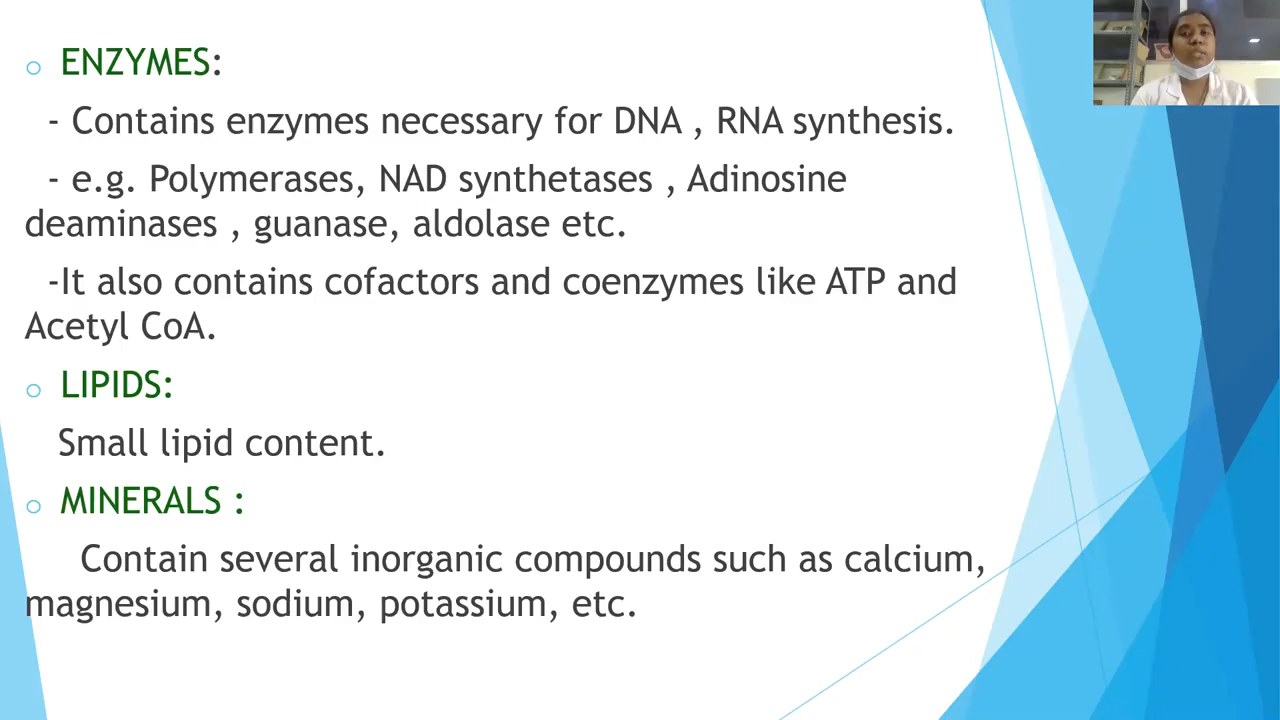 ENZYMES:
- Contains enzymes necessary for DNA , RNA synthesis.
- e.g. Polymerases, NAD synthetases , Adinosine
deaminases , guanase, aldolase etc.
-It also contains cofactors and coenzymes like ATP and
Acetyl CoA.
LIPIDS:
Small lipid content.
MINERALS :
Contain several inorganic compounds such as calcium,
magnesium, sodium, potassium, etc.